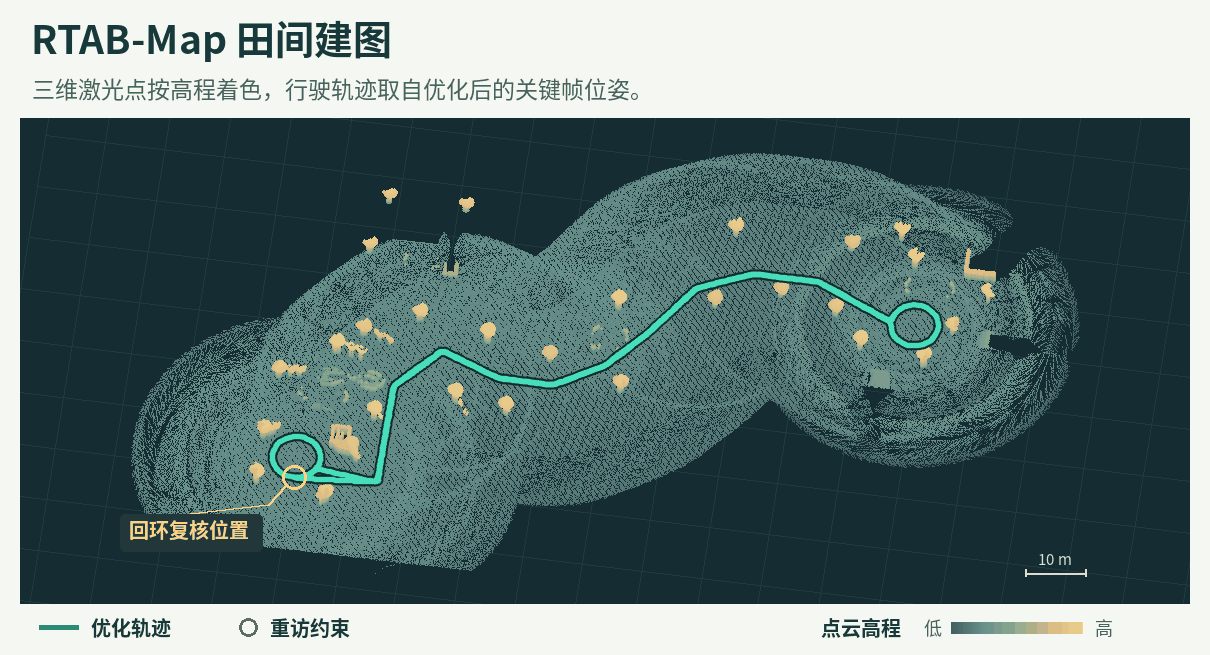 RTAB-Map 田间建图
三维激光点按高程着色，行驶轨迹取自优化后的关键帧位姿。
回环复核位置
10 m
优化轨迹
重访约束
点云高程
低
高